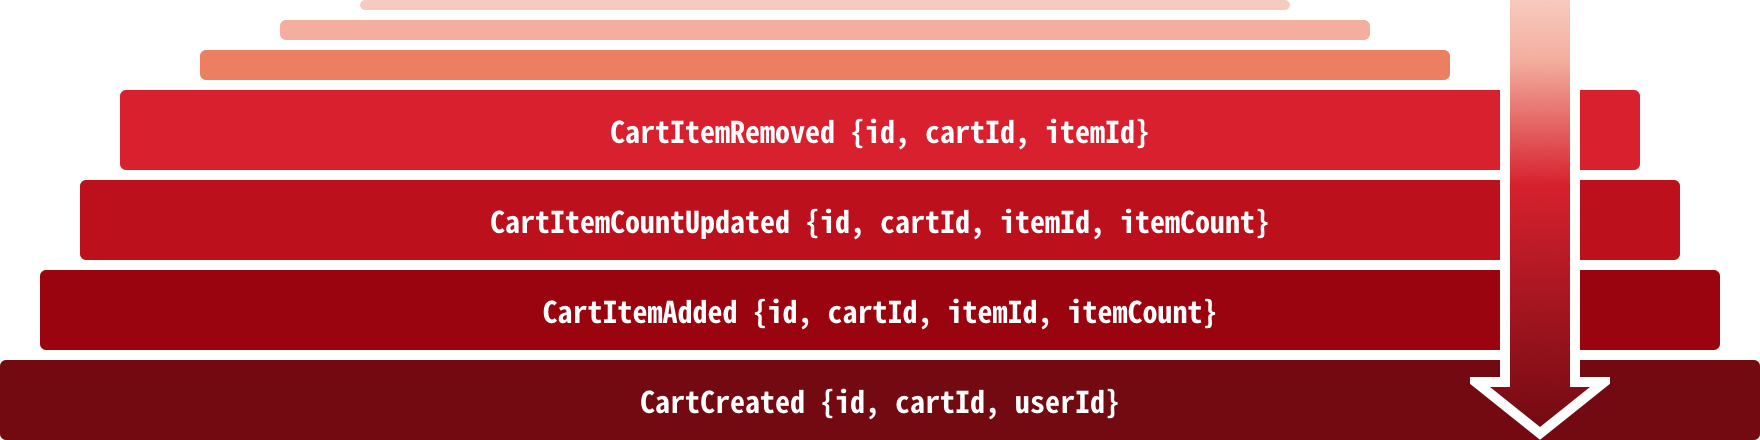 CartItemRemoved {id, cartId, itemId}
CartItemCountUpdated {id, cartId, itemId, itemCount}
CartItemAdded {id, cartId, itemId, itemCount}
CartCreated {id, cartId, userId}